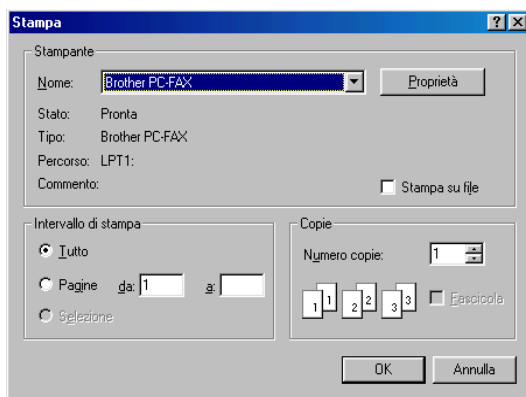 Stampa
Stampante
Nome: Brother PC-FAX Proprietà
Stato: Pronta
Tipo: Brother PC-FAX
Percorso: LPT1:
Commento: Stampa su file
Intervallo di stampa
Tutto
Pagine da: 1 a:
Selezione
Copie
Numero copie: 1
1 1 2 2 3 3 Fascicola
OK Annulla